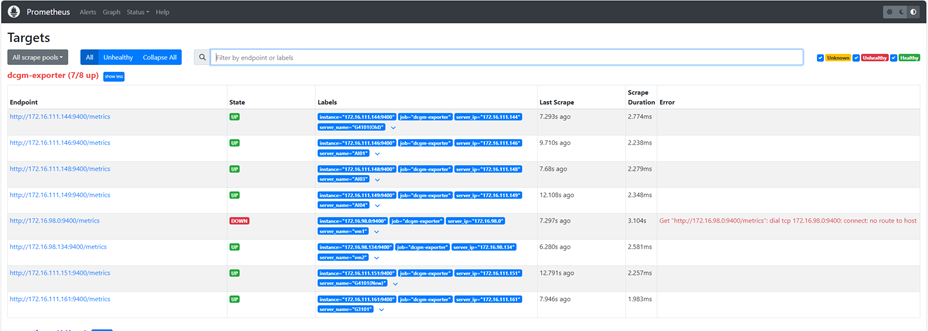 Prometheus Alerts Graph Status Help
Targets
All scrape pools All Unhealthy Collapse All Filter by endpoint or labels Unknown Unhealthy Healthy
dcgm-exporter (7/8 up) show less
Endpoint State Labels Last Scrape Scrape Duration Error
http://172.16.111.144:9400/metrics UP instance="172.16.111.144:9400" job="dcgm-exporter" server_ip="172.16.111.144" 7.293s ago 2.774ms
server_name="G4101(Old)"
http://172.16.111.146:9400/metrics UP instance="172.16.111.146:9400" job="dcgm-exporter" server_ip="172.16.111.146" 9.710s ago 2.238ms
server_name="AI01"
http://172.16.111.148:9400/metrics UP instance="172.16.111.148:9400" job="dcgm-exporter" server_ip="172.16.111.148" 7.68s ago 2.279ms
server_name="AI03"
http://172.16.111.149:9400/metrics UP instance="172.16.111.149:9400" job="dcgm-exporter" server_ip="172.16.111.149" 12.108s ago 2.348ms
server_name="AI04"
http://172.16.98.0:9400/metrics DOWN instance="172.16.98.0:9400" job="dcgm-exporter" server_ip="172.16.98.0" 7.297s ago 3.104s Get "http://172.16.98.0:9400/metrics": dial tcp 172.16.98.0:9400: connect: no route to host
server_name="vm1"
http://172.16.98.134:9400/metrics UP instance="172.16.98.134:9400" job="dcgm-exporter" server_ip="172.16.98.134" 6.280s ago 2.581ms
server_name="vm2"
http://172.16.111.151:9400/metrics UP instance="172.16.111.151:9400" job="dcgm-exporter" server_ip="172.16.111.151" 12.791s ago 2.257ms
server_name="G4101(New)"
http://172.16.111.161:9400/metrics UP instance="172.16.111.161:9400" job="dcgm-exporter" server_ip="172.16.111.161" 7.946s ago 1.983ms
server_name="G3101"